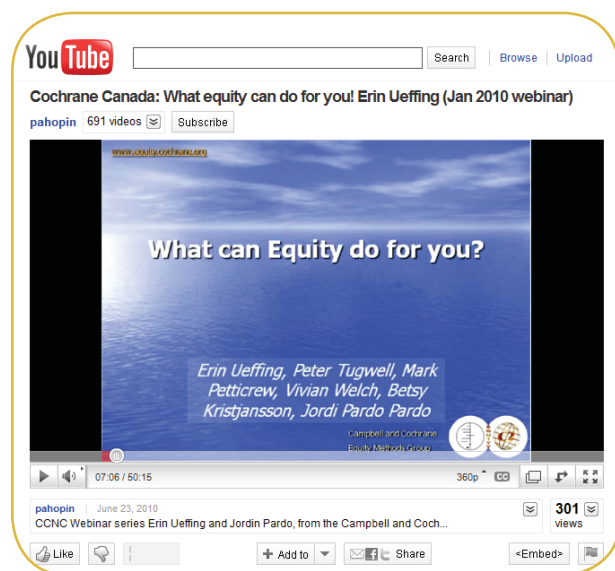 You Tube
Search
Browse
Upload
Cochrane Canada: What equity can do for you! Erin Ueffing (Jan 2010 webinar)
pahopin
691 videos
Subscribe
www.equity.cochrane.org
What can Equity do for you?
Erin Ueffing, Peter Tugwell, Mark
Petticrew, Vivian Welch, Betsy
Kristjansson, Jordi Pardo Pardo
Campbell and Cochrane
Equity Methods Group
07:06 / 50:15
360p
CC
pahopin | June 23, 2010
CCNC Webinar series Erin Ueffing and Jordin Pardo, from the Campbell and Coch...
301
views
Like
+ Add to
Share
<Embed>